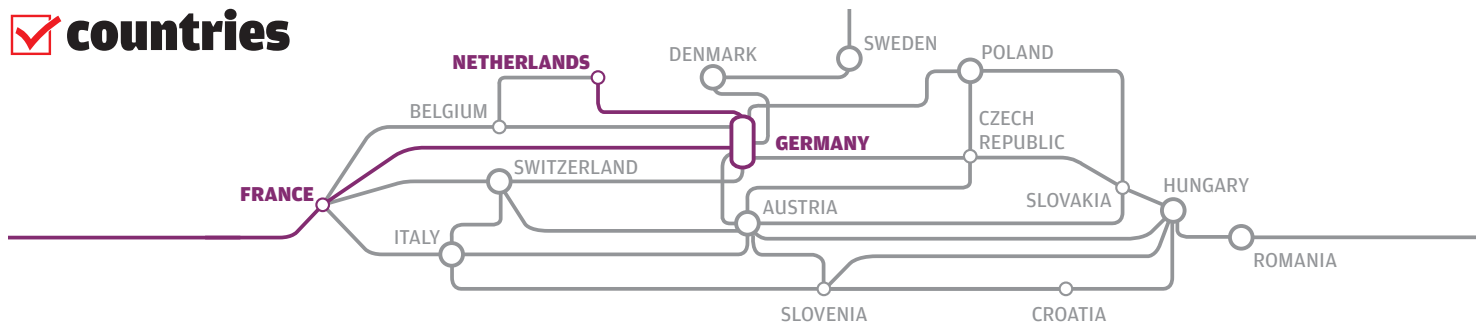 countries
SWEDEN
DENMARK
POLAND
NETHERLANDS
BELGIUM
CZECH
REPUBLIC
GERMANY
SWITZERLAND
FRANCE
SLOVAKIA
HUNGARY
AUSTRIA
ITALY
ROMANIA
SLOVENIA
CROATIA